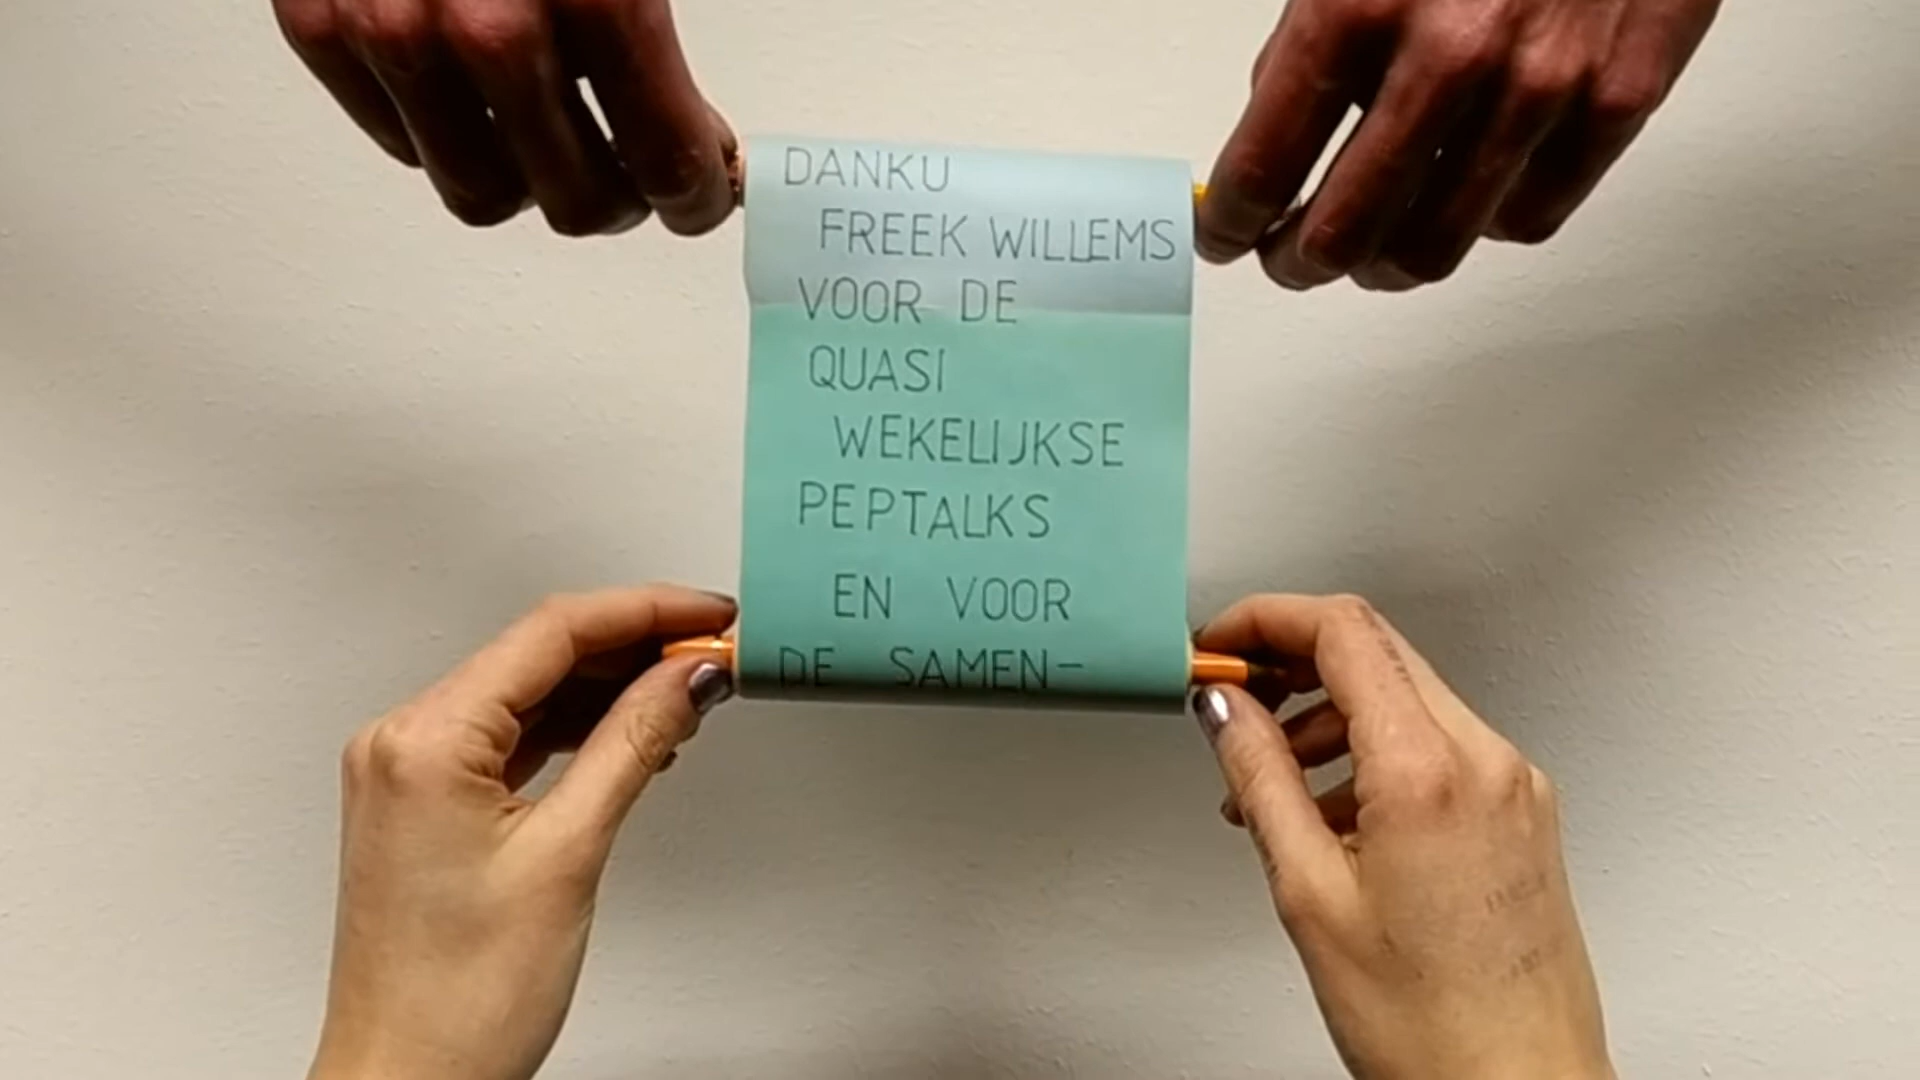 DANKU
FREEK WILLEMS
VOOR DE
QUASI
WEKELIJKSE
PEPTALKS
EN VOOR
DE SAMEN-